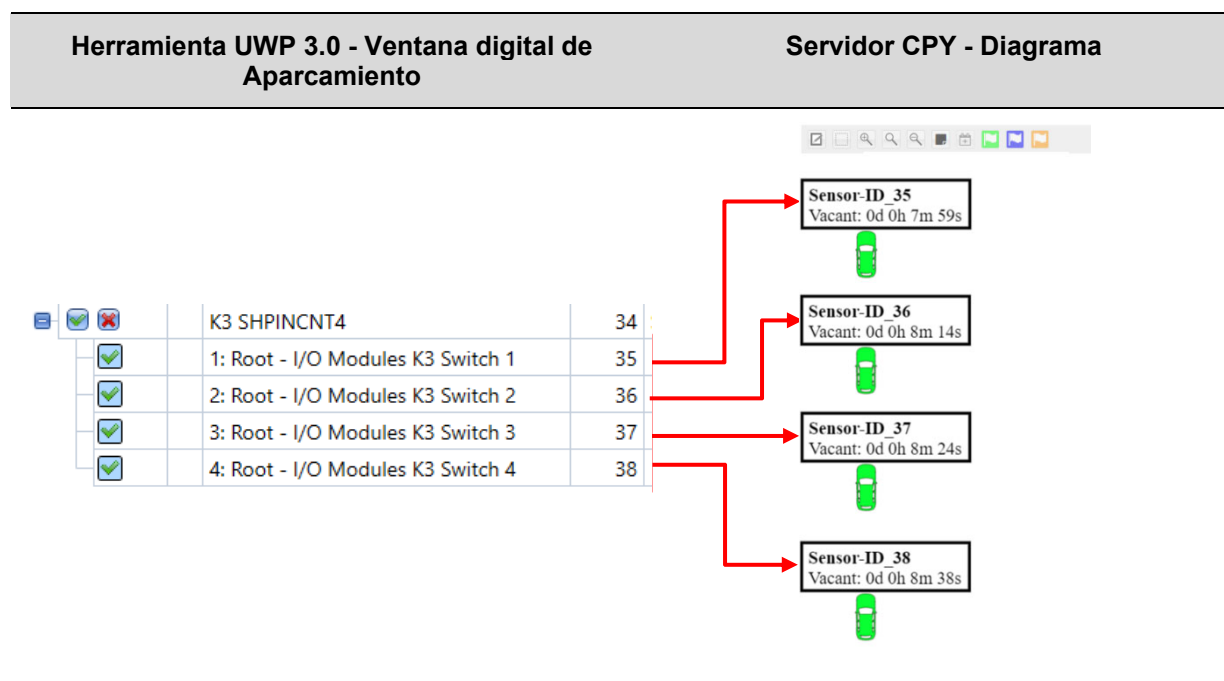 Herramienta UWP 3.0 - Ventana digital de
Aparcamiento
Servidor CPY - Diagrama
K3 SHPINCNT4 34
1: Root - I/O Modules K3 Switch 1 35
2: Root - I/O Modules K3 Switch 2 36
3: Root - I/O Modules K3 Switch 3 37
4: Root - I/O Modules K3 Switch 4 38
Sensor-ID_35
Vacant: 0d 0h 7m 59s
Sensor-ID_36
Vacant: 0d 0h 8m 14s
Sensor-ID_37
Vacant: 0d 0h 8m 24s
Sensor-ID_38
Vacant: 0d 0h 8m 38s